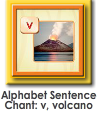 v
Alphabet Sentence
Chant: v, volcano